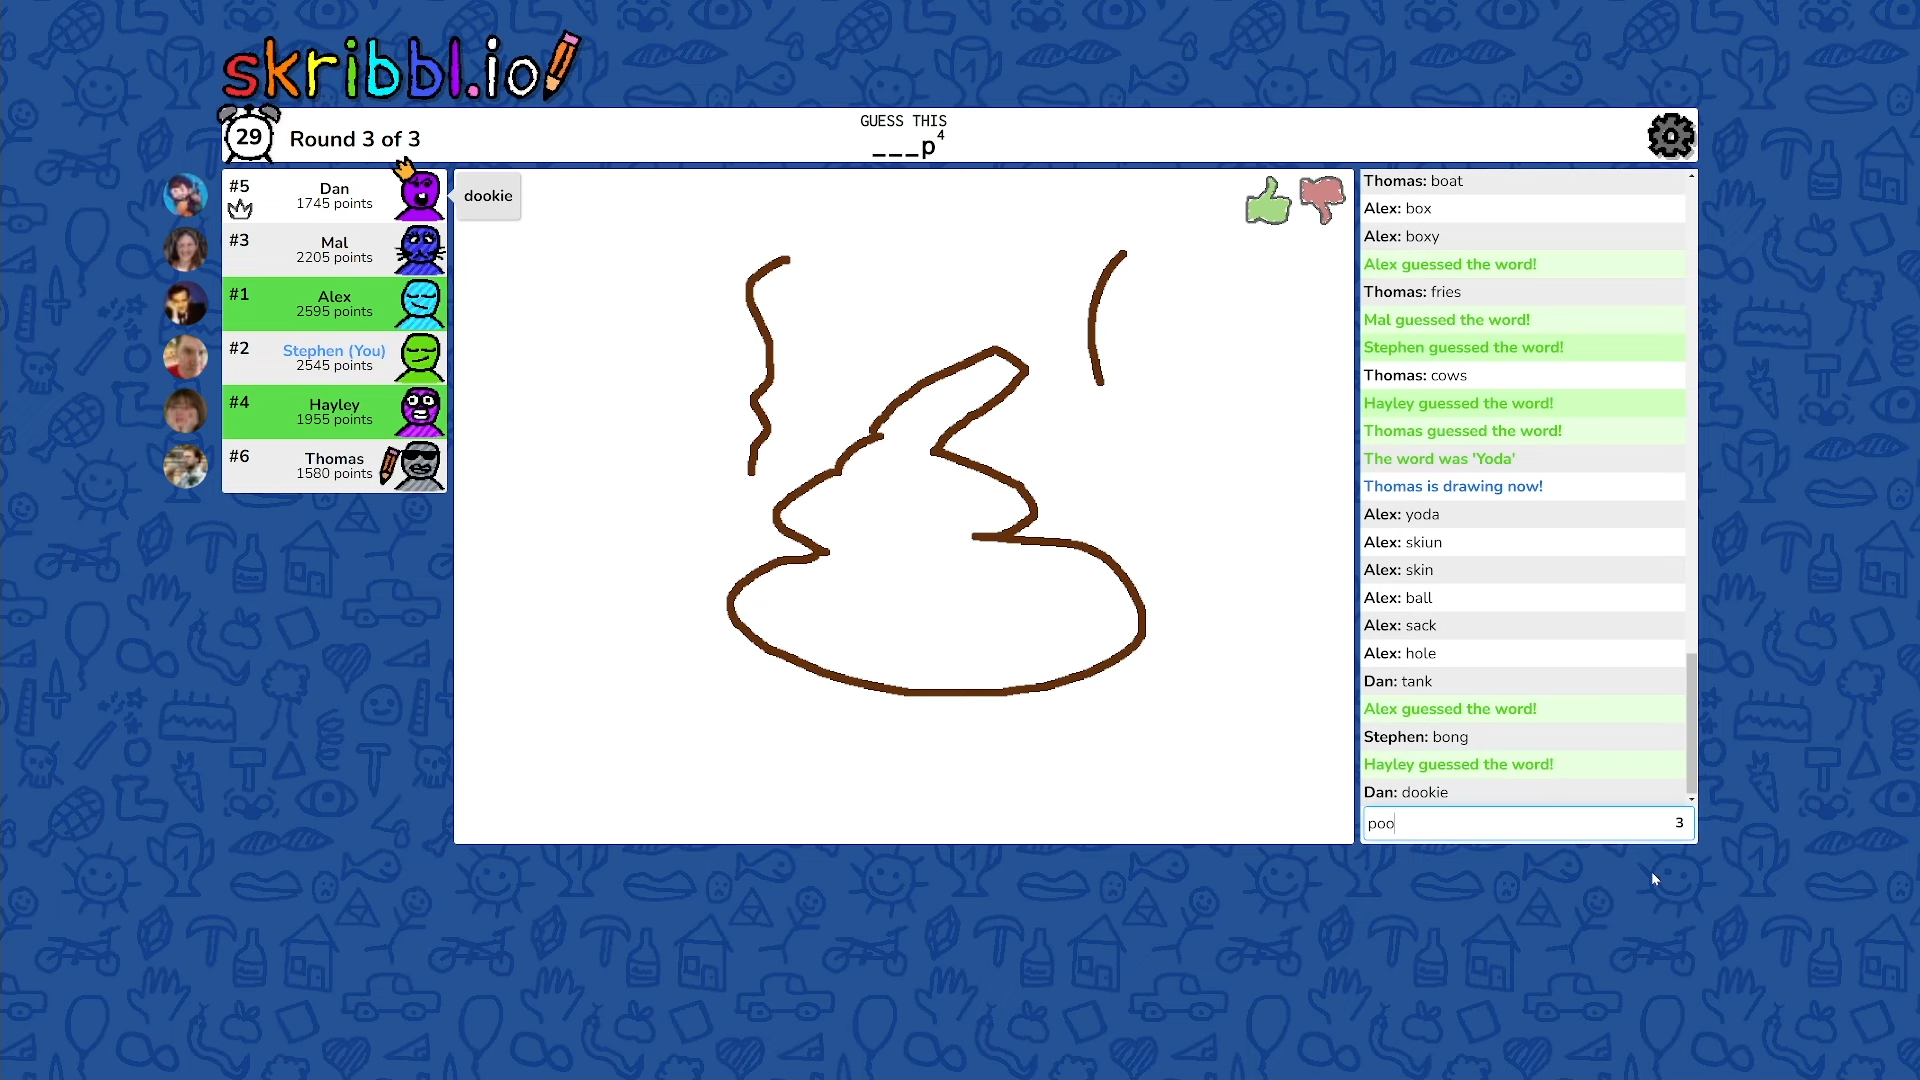 skribbl.io
29
Round 3 of 3
GUESS THIS
___p 4
#5
Dan
1745 points
#3
Mal
2205 points
#1
Alex
2595 points
#2
Stephen (You)
2545 points
#4
Hayley
1955 points
#6
Thomas
1580 points
dookie
Thomas: boat
Alex: box
Alex: boxy
Alex guessed the word!
Thomas: fries
Mal guessed the word!
Stephen guessed the word!
Thomas: cows
Hayley guessed the word!
Thomas guessed the word!
The word was 'Yoda'
Thomas is drawing now!
Alex: yoda
Alex: skiun
Alex: skin
Alex: ball
Alex: sack
Alex: hole
Dan: tank
Alex guessed the word!
Stephen: bong
Hayley guessed the word!
Dan: dookie
poo 3